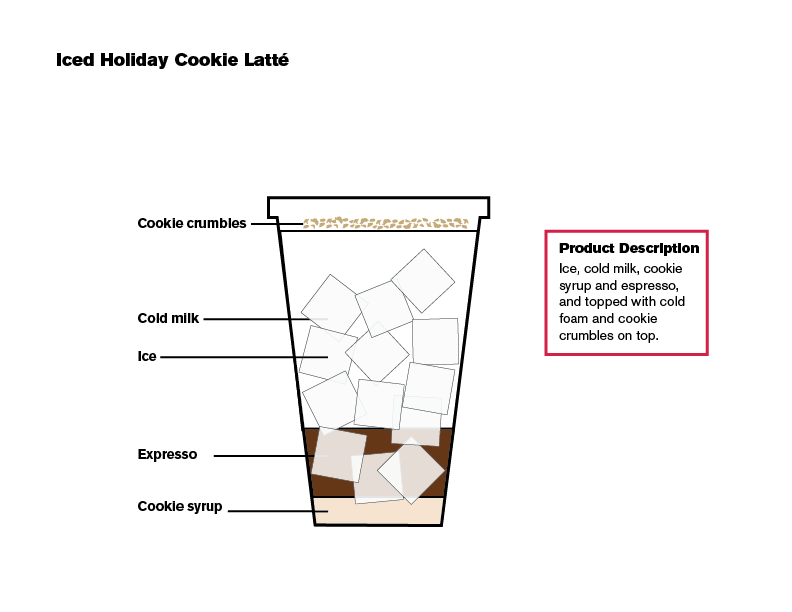 Iced Holiday Cookie Latté
Cookie crumbles
Cold milk
Ice
Expresso
Cookie syrup
Product Description
Ice, cold milk, cookie
syrup and espresso,
and topped with cold
foam and cookie
crumbles on top.